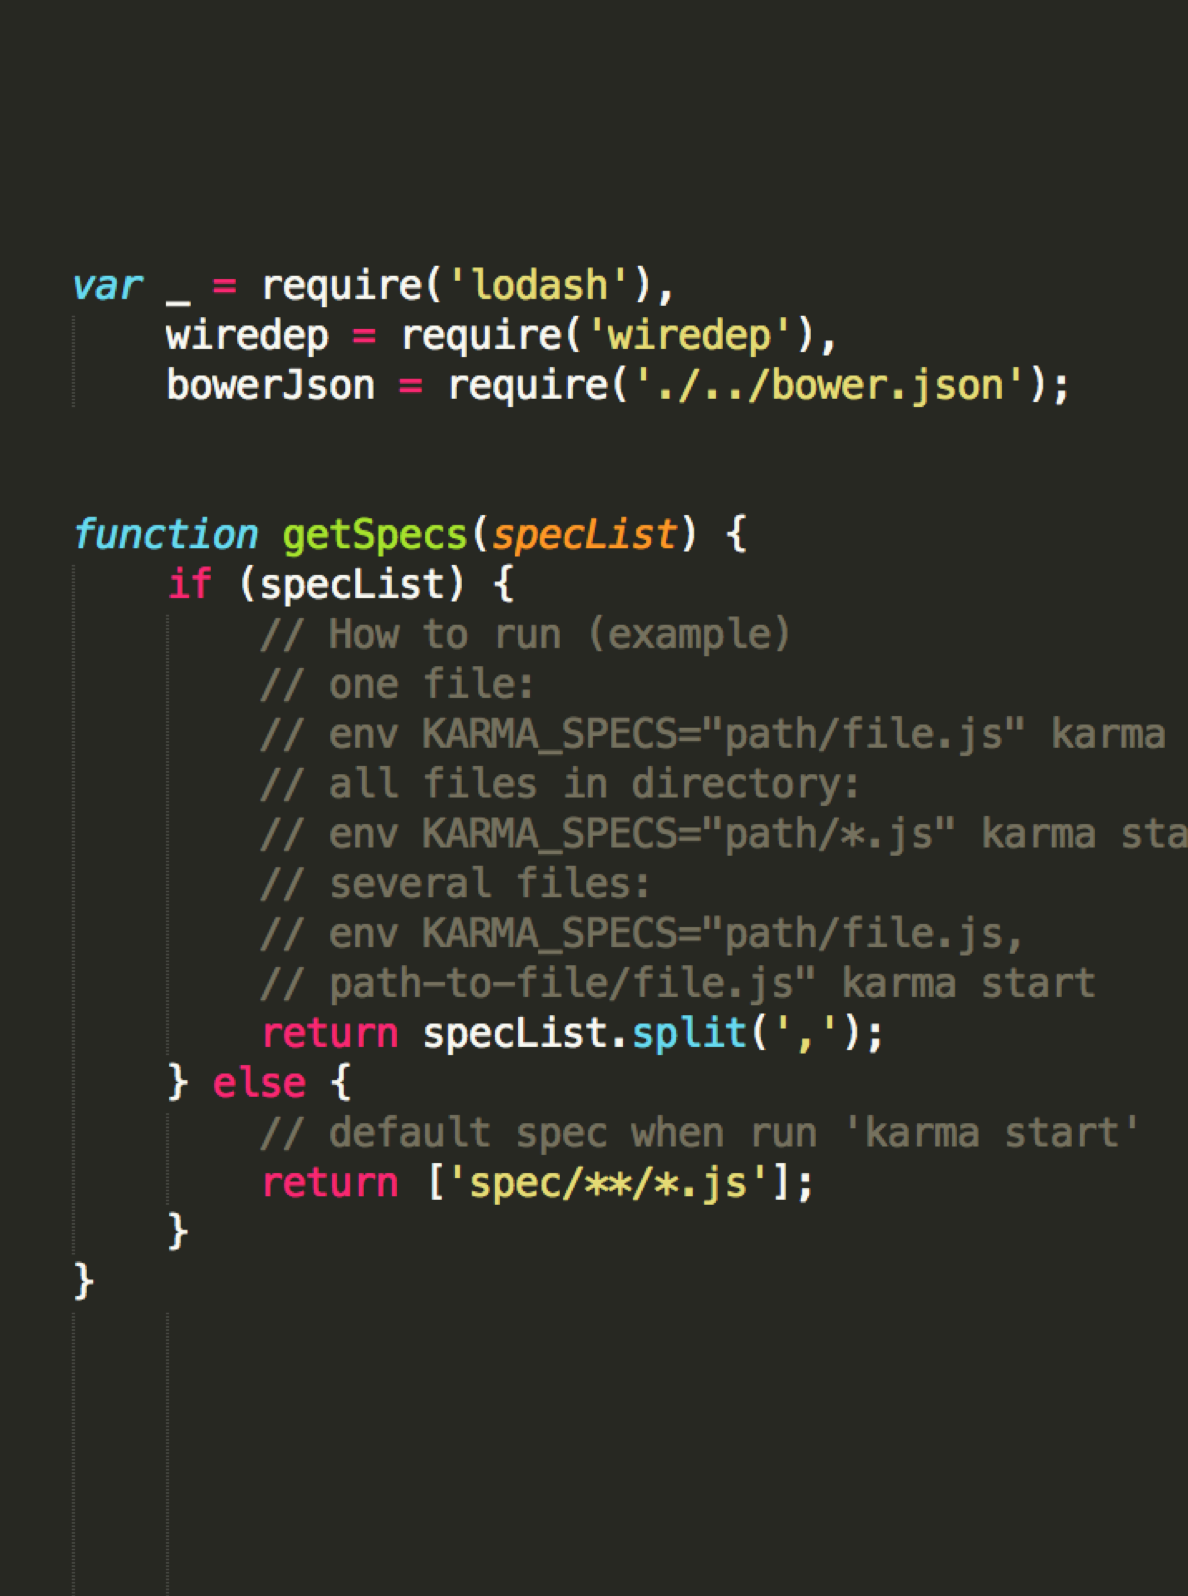 var _ = require('lodash'),
    wiredep = require('wiredep'),
    bowerJson = require('./../bower.json');
function getSpecs(specList) {
    if (specList) {
        // How to run (example)
        // one file:
        // env KARMA_SPECS="path/file.js" karma
        // all files in directory:
        // env KARMA_SPECS="path/*.js" karma sta
        // several files:
        // env KARMA_SPECS="path/file.js,
        // path-to-file/file.js" karma start
        return specList.split(',');
    } else {
        // default spec when run 'karma start'
        return ['spec/**/*.js'];
    }
}